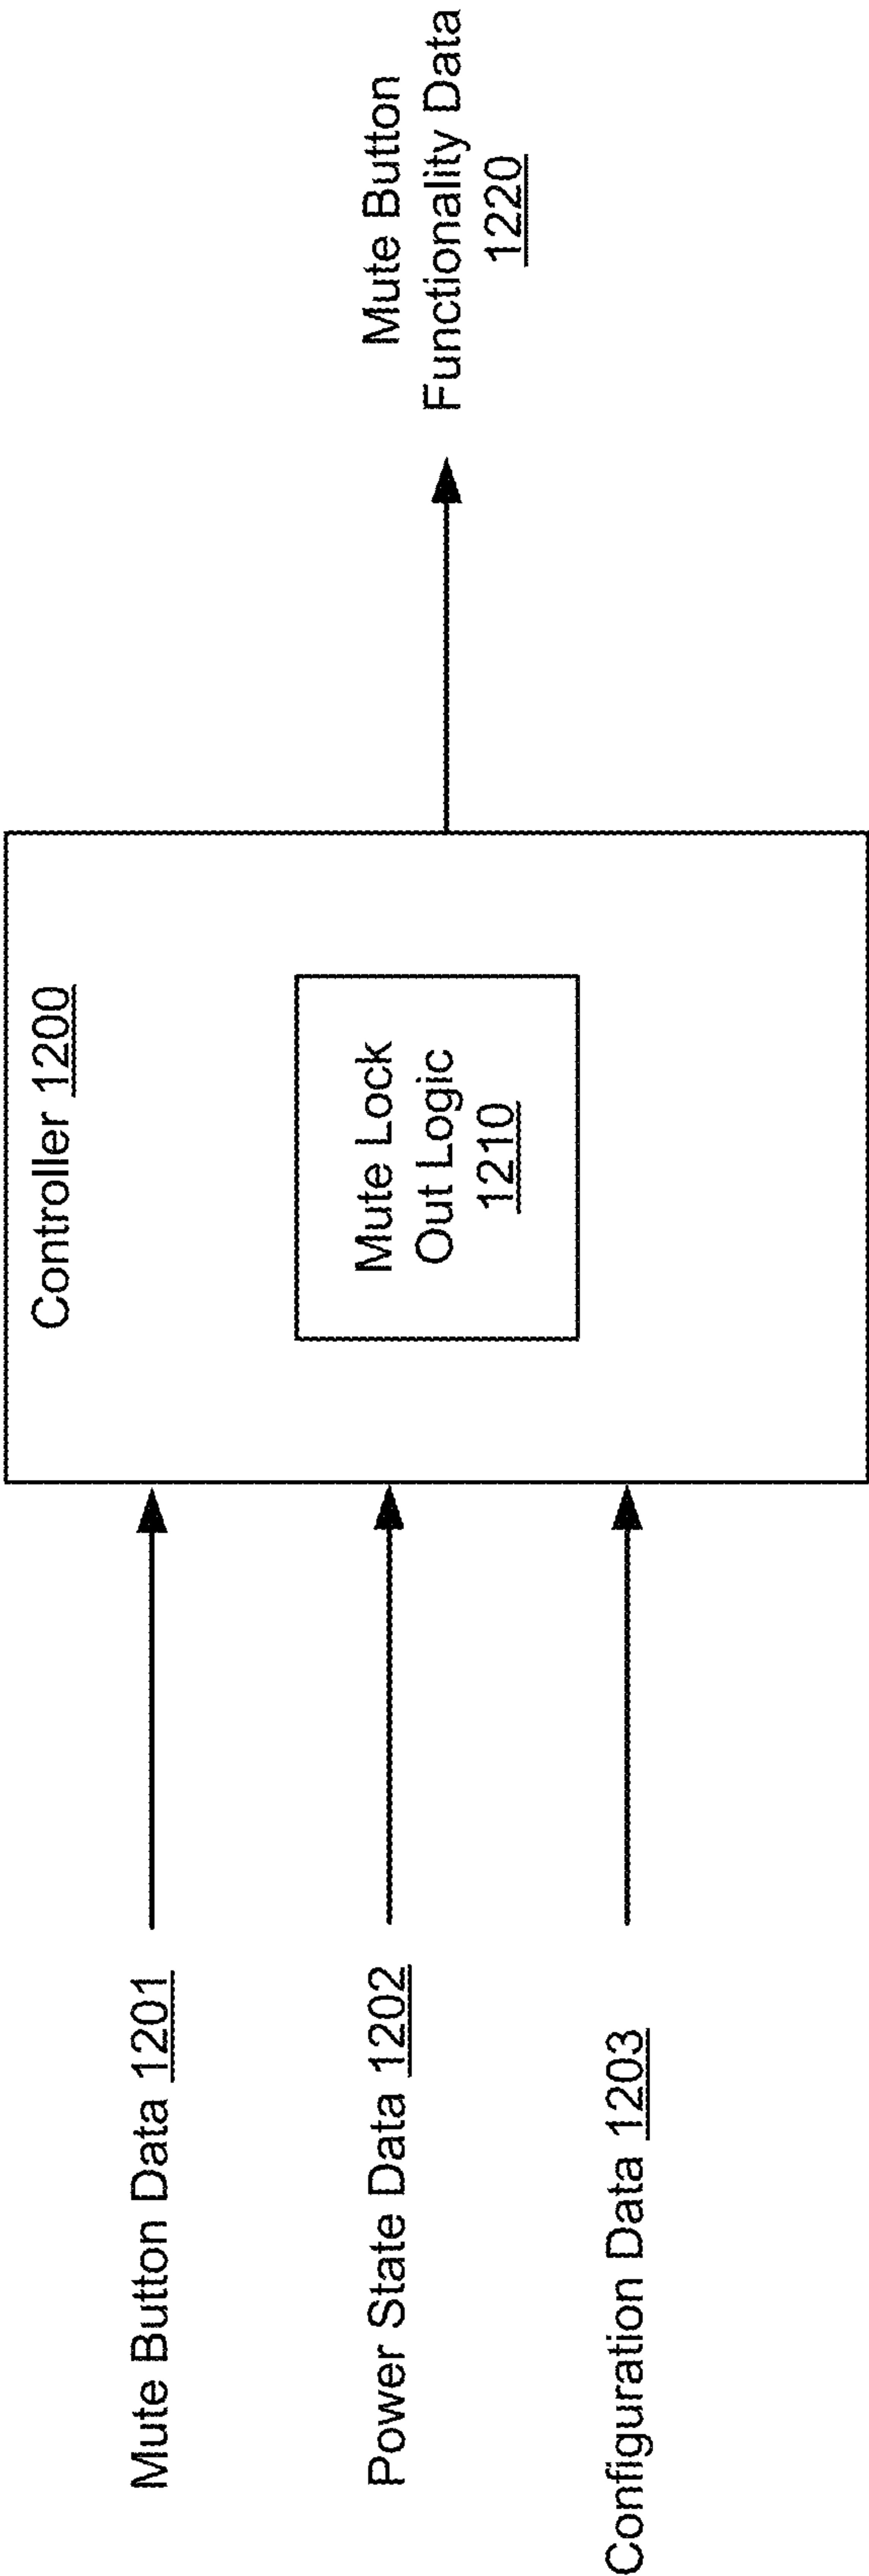 Mute Button Data 1201
Power State Data 1202
Configuration Data 1203
Controller 1200
Mute Lock
Out Logic
1210
Mute Button
Functionality Data
1220